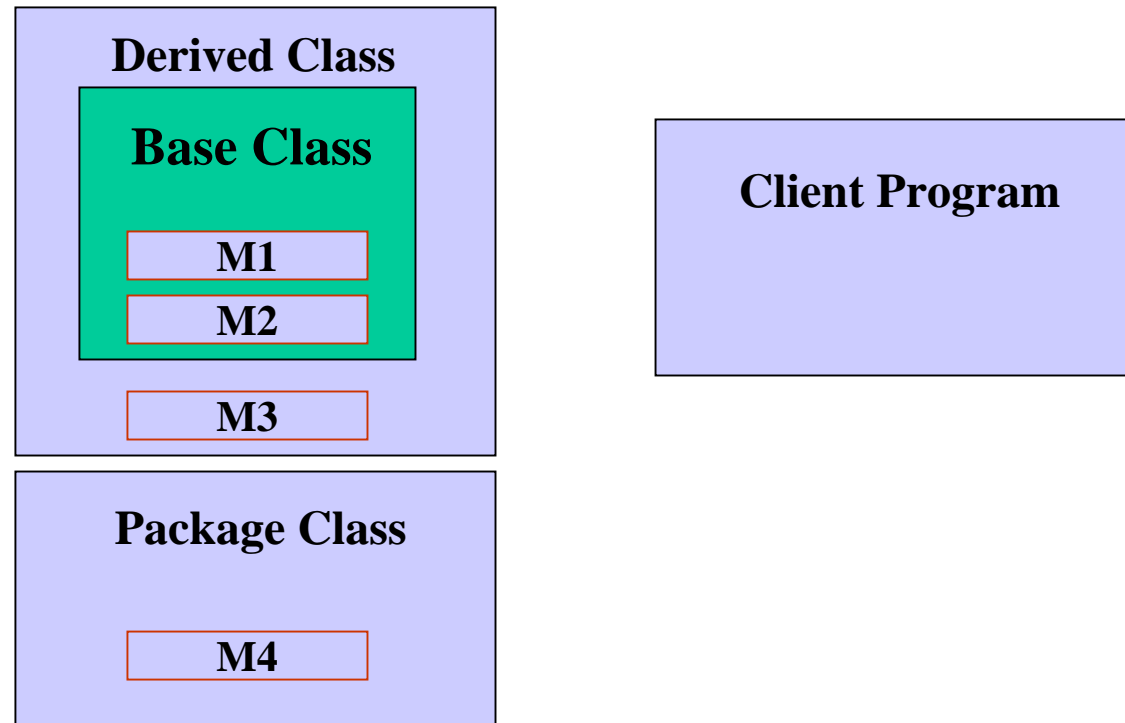 Derived Class
Base Class
M1
M2
M3
Package Class
M4
Client Program